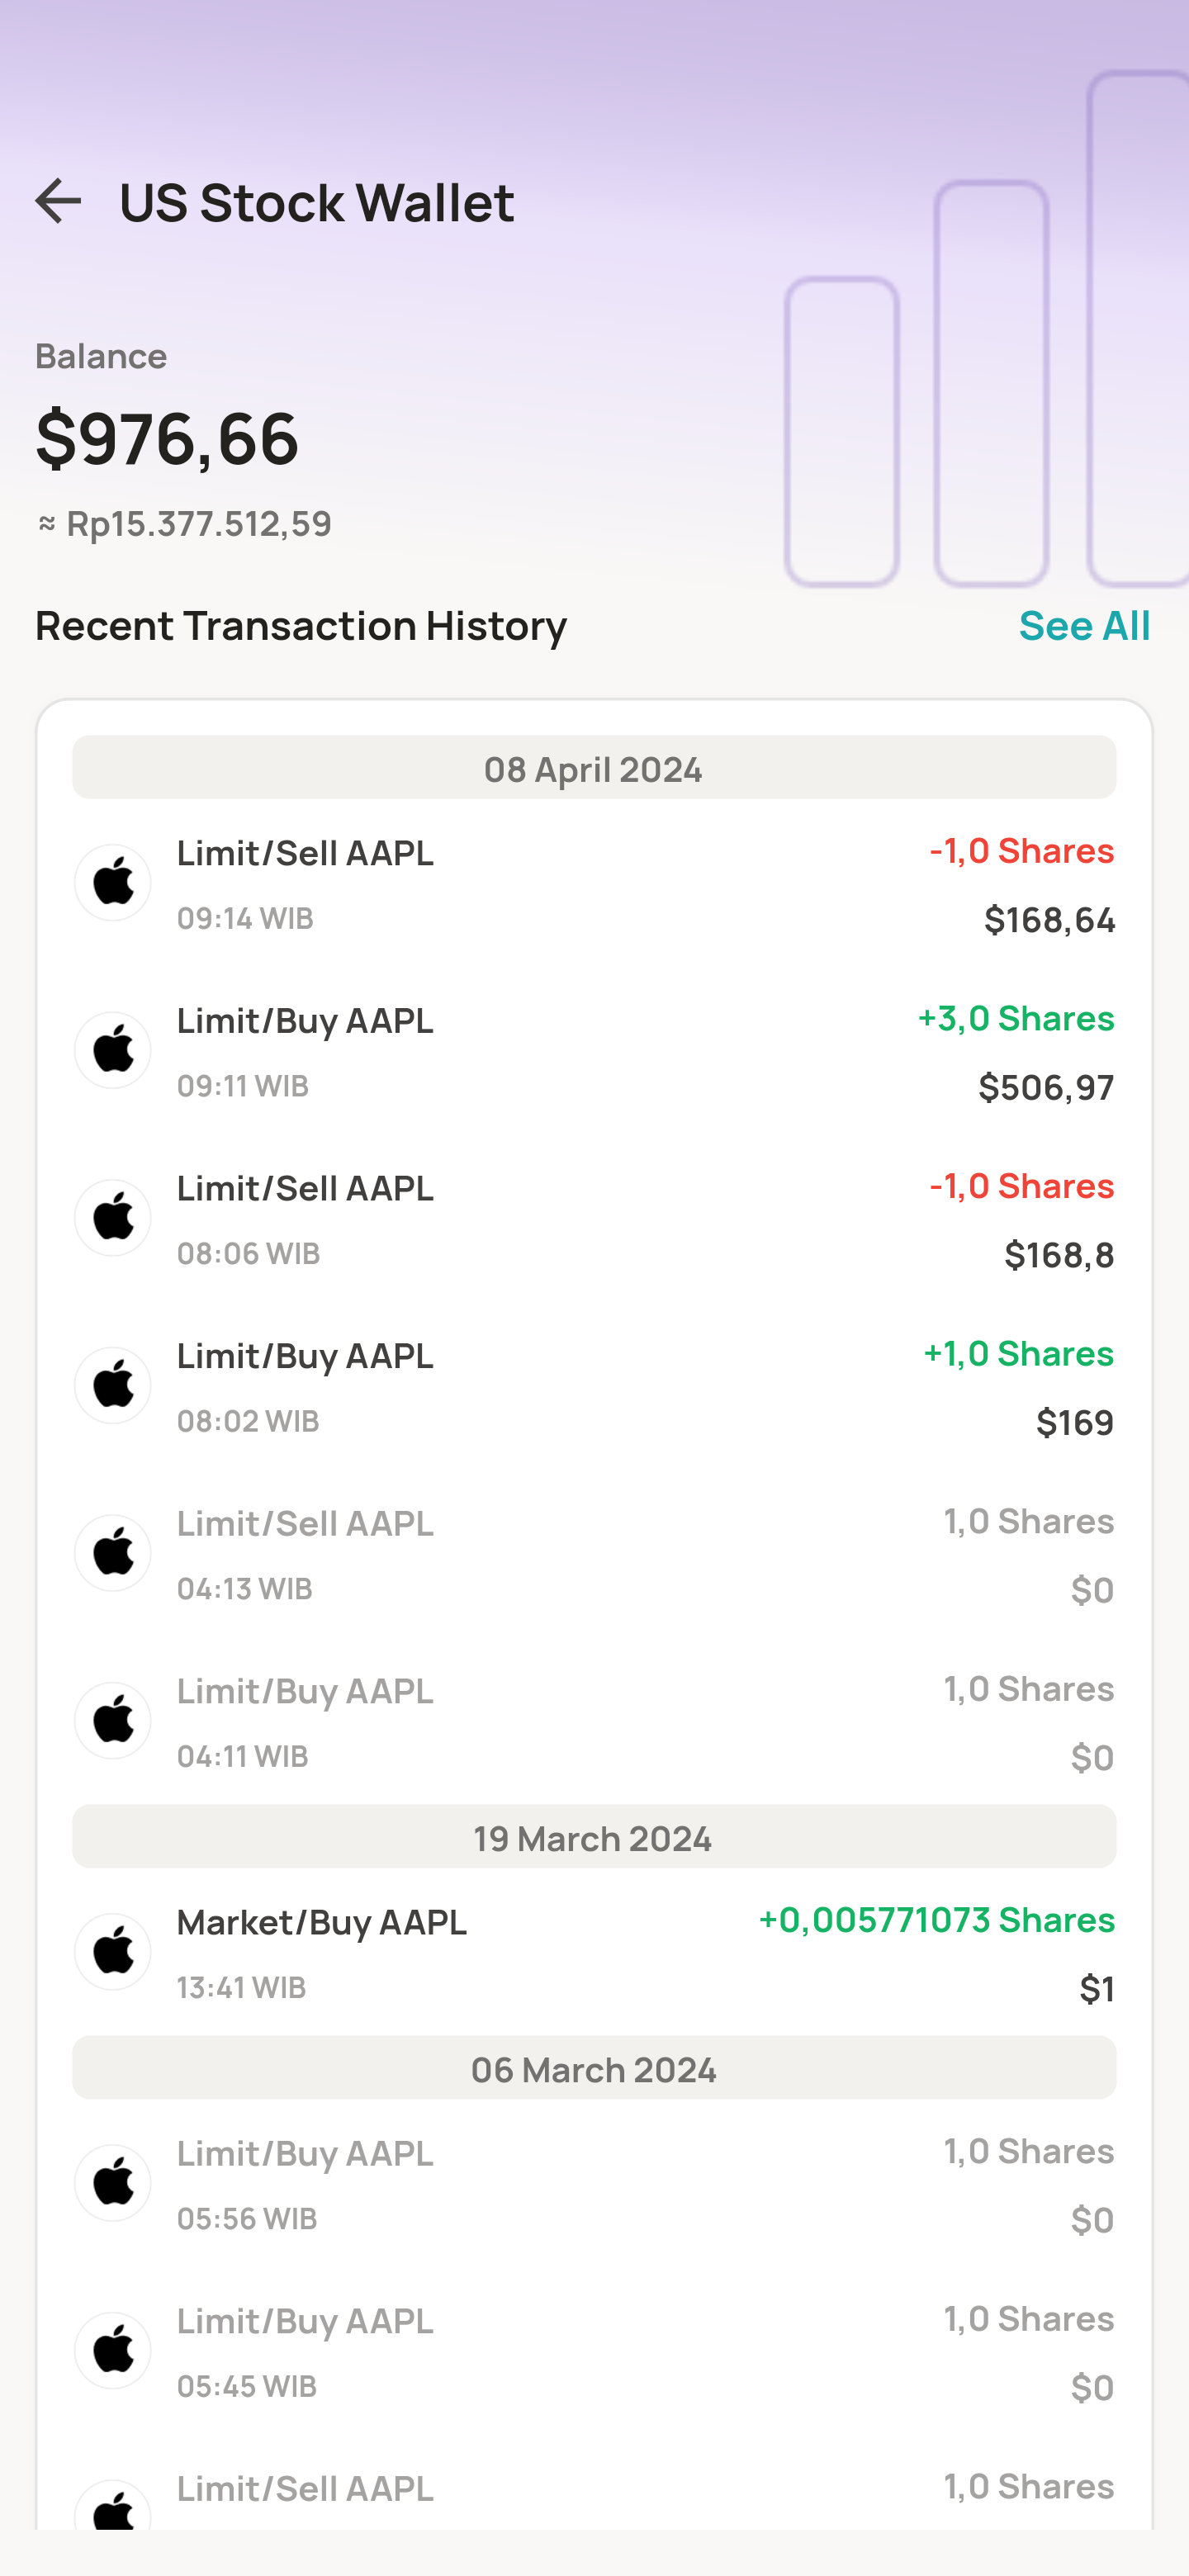 US Stock Wallet
Balance
$976,66
≈ Rp15.377.512,59
Recent Transaction History See All
08 April 2024
Limit/Sell AAPL -1,0 Shares
09:14 WIB $168,64
Limit/Buy AAPL +3,0 Shares
09:11 WIB $506,97
Limit/Sell AAPL -1,0 Shares
08:06 WIB $168,8
Limit/Buy AAPL +1,0 Shares
08:02 WIB $169
Limit/Sell AAPL 1,0 Shares
04:13 WIB $0
Limit/Buy AAPL 1,0 Shares
04:11 WIB $0
19 March 2024
Market/Buy AAPL +0,005771073 Shares
13:41 WIB $1
06 March 2024
Limit/Buy AAPL 1,0 Shares
05:56 WIB $0
Limit/Buy AAPL 1,0 Shares
05:45 WIB $0
Limit/Sell AAPL 1,0 Shares